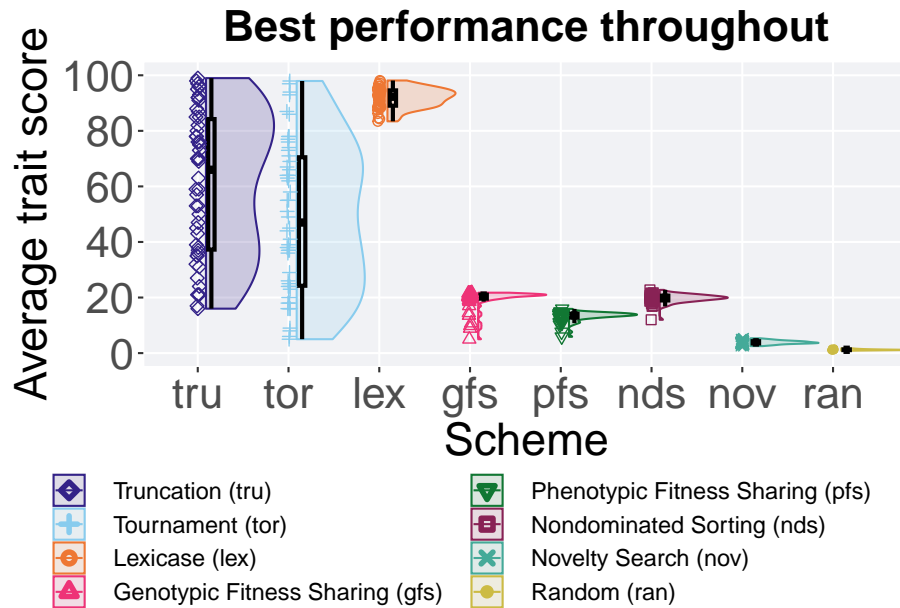 Best performance throughout
Average trait score
100
80
60
40
20
0
tru tor lex gfs pfs nds nov ran
Scheme
Truncation (tru)
Tournament (tor)
Lexicase (lex)
Genotypic Fitness Sharing (gfs)
Phenotypic Fitness Sharing (pfs)
Nondominated Sorting (nds)
Novelty Search (nov)
Random (ran)